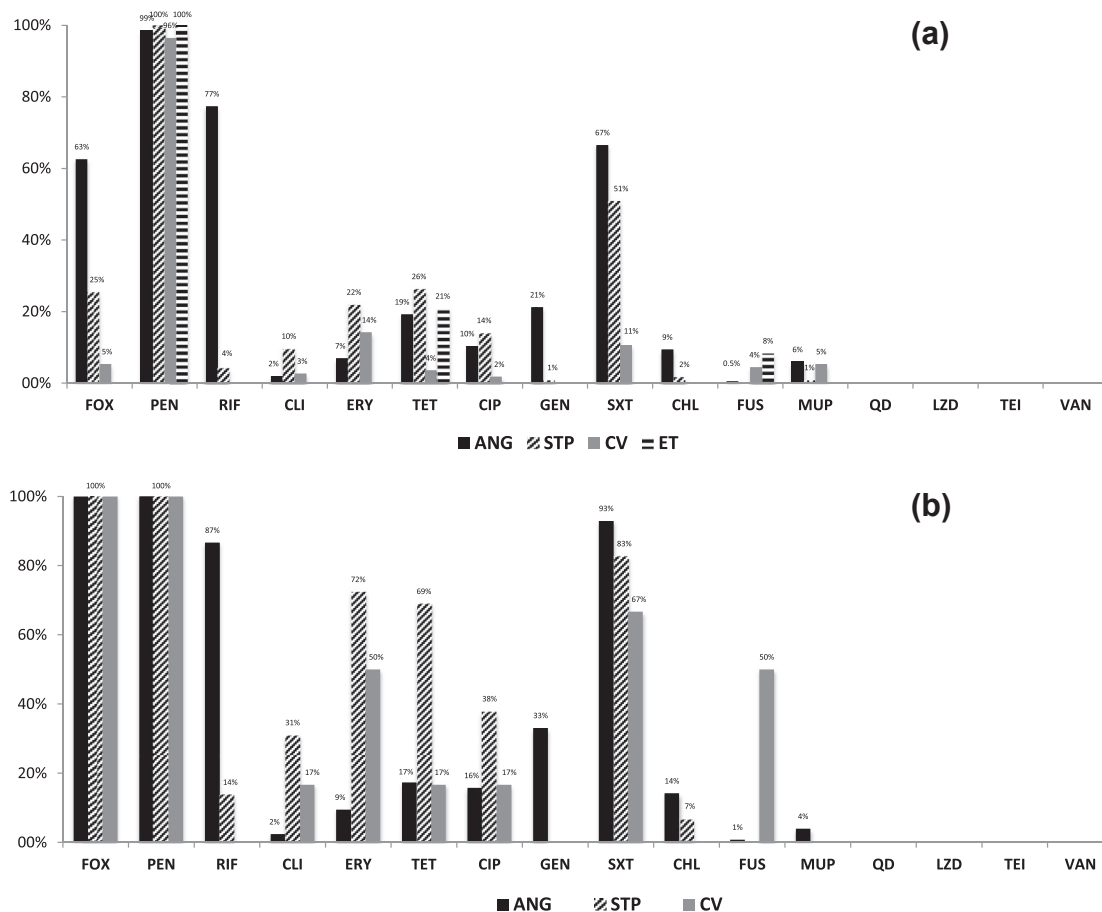 (a)
100%
80%
60%
40%
20%
00%
63% 25% 5%
99% 100% 96% 100%
77% 4%
2% 10% 3%
7% 22% 14%
19% 26% 4% 21%
10% 14% 2%
21% 1%
67% 51% 11%
9% 2%
0.5% 4% 8%
6% 1% 5%
FOX PEN RIF CLI ERY TET CIP GEN SXT CHL FUS MUP QD LZD TEI VAN
ANG STP CV ET
(b)
100%
80%
60%
40%
20%
00%
100%
100%
87% 14%
2% 31% 17%
9% 72% 50%
17% 69% 17%
16% 38% 17%
33%
93% 83% 67%
14% 7%
1% 50%
4%
FOX PEN RIF CLI ERY TET CIP GEN SXT CHL FUS MUP QD LZD TEI VAN
ANG STP CV